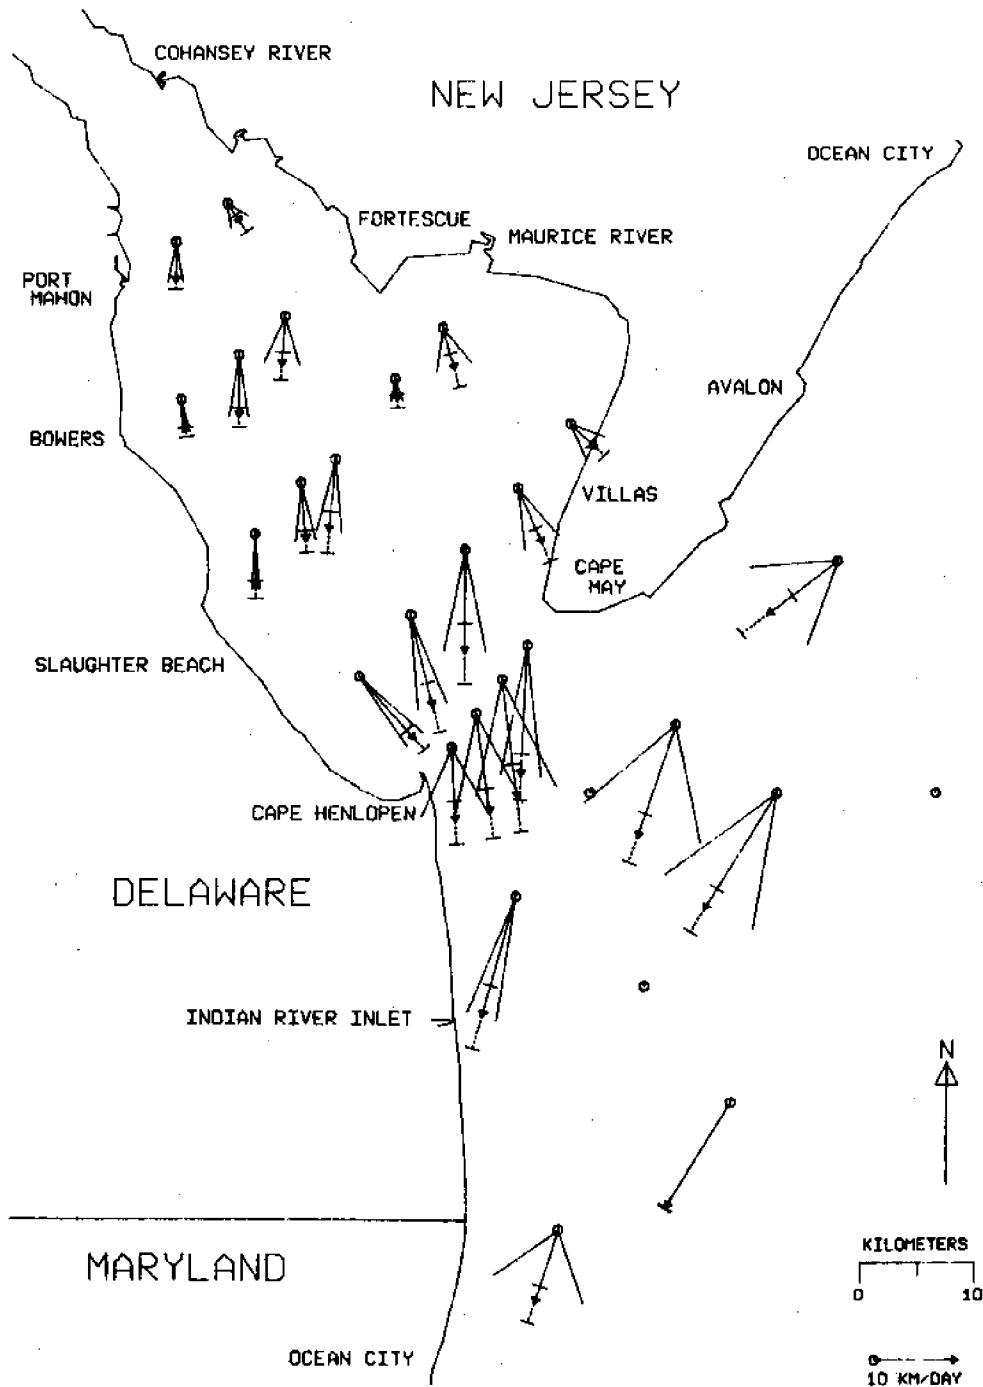 COHANSEY RIVER
NEW JERSEY
OCEAN CITY
FORTESCUE
MAURICE RIVER
PORT
MAHON
AVALON
BOWERS
VILLAS
CAPE
MAY
SLAUGHTER BEACH
CAPE HENLOPEN
DELAWARE
INDIAN RIVER INLET
N
KILOMETERS
0 10
MARYLAND
OCEAN CITY
10 KM/DAY